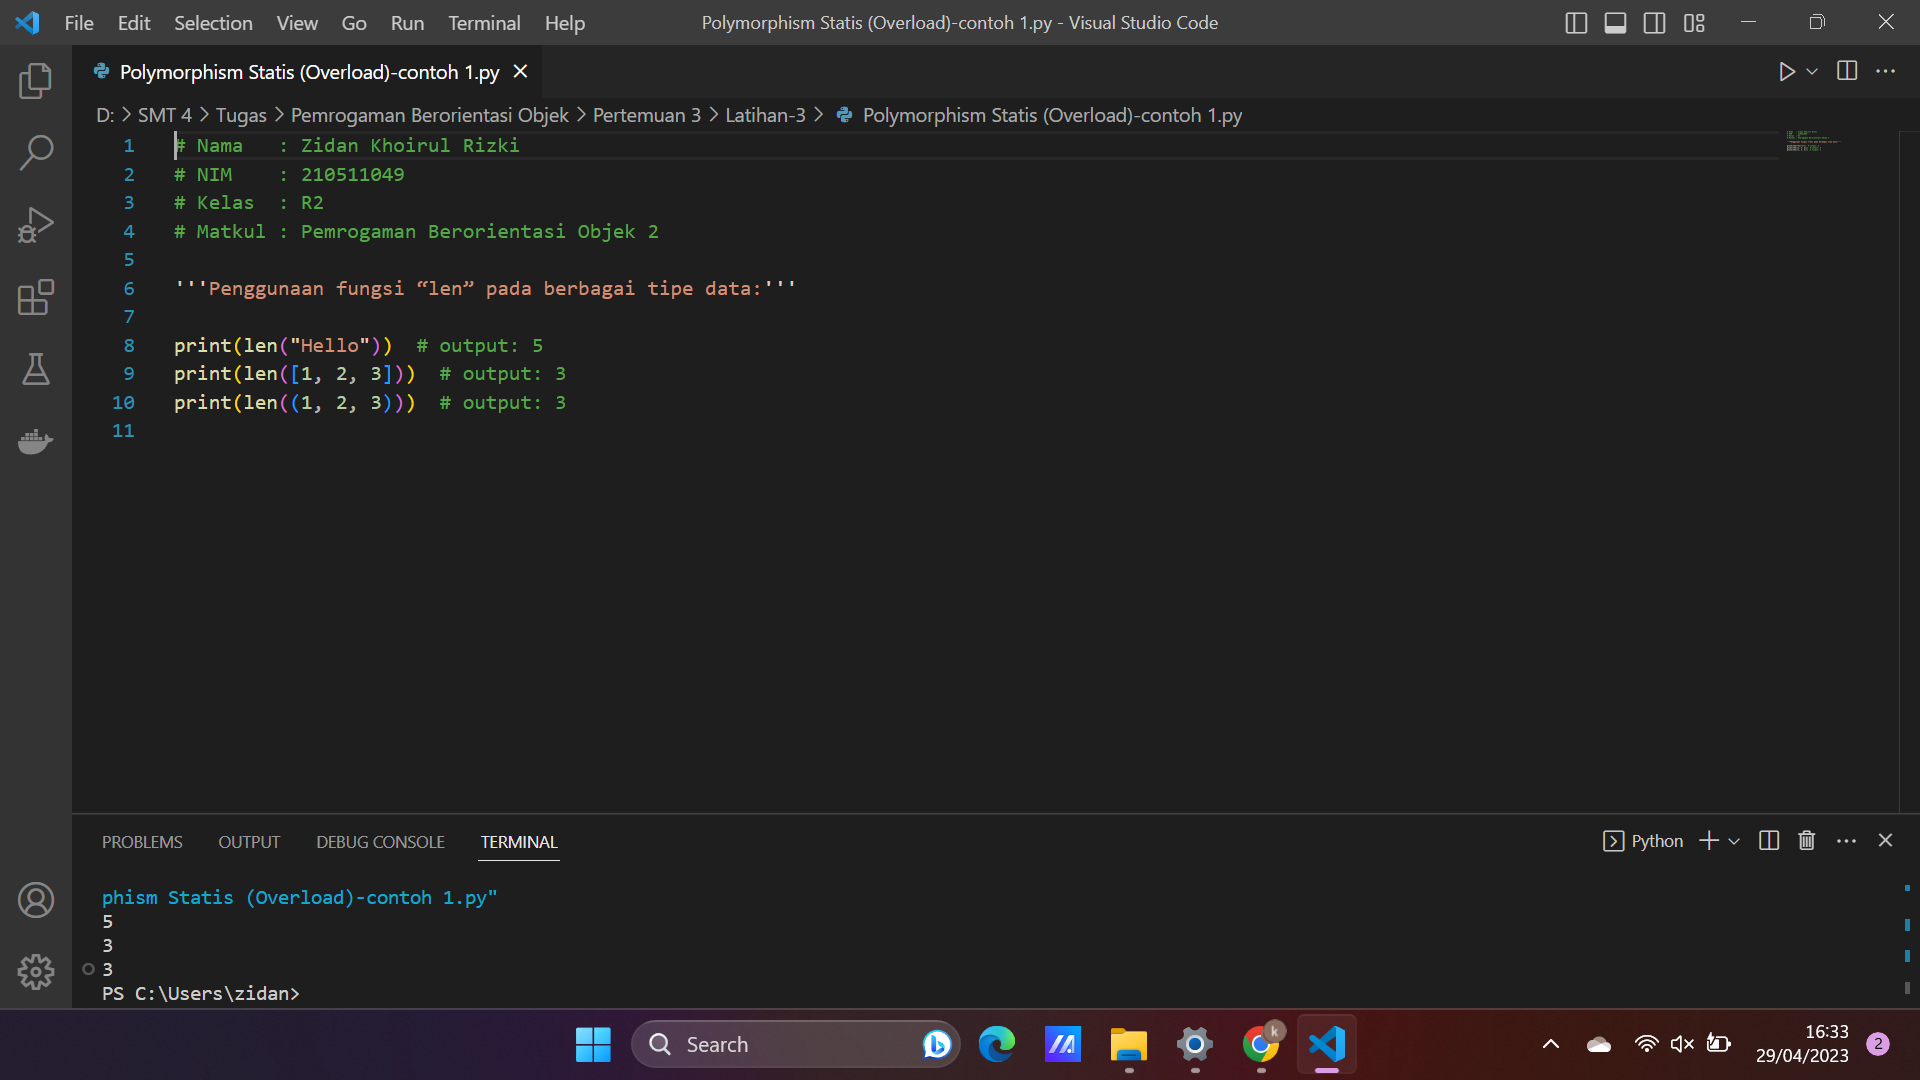 File Edit Selection View Go Run Terminal Help
Polymorphism Statis (Overload)-contoh 1.py - Visual Studio Code
Polymorphism Statis (Overload)-contoh 1.py
D: > SMT 4 > Tugas > Pemrogaman Berorientasi Objek > Pertemuan 3 > Latihan-3 > Polymorphism Statis (Overload)-contoh 1.py
1 # Nama   : Zidan Khoirul Rizki
2 # NIM    : 210511049
3 # Kelas  : R2
4 # Matkul : Pemrogaman Berorientasi Objek 2
5
6 '''Penggunaan fungsi “len” pada berbagai tipe data:'''
7
8 print(len("Hello"))  # output: 5
9 print(len([1, 2, 3]))  # output: 3
10 print(len((1, 2, 3)))  # output: 3
11
PROBLEMS OUTPUT DEBUG CONSOLE TERMINAL
Python
phism Statis (Overload)-contoh 1.py"
5
3
3
PS C:\Users\zidan>
Search
k
16:33
29/04/2023
2